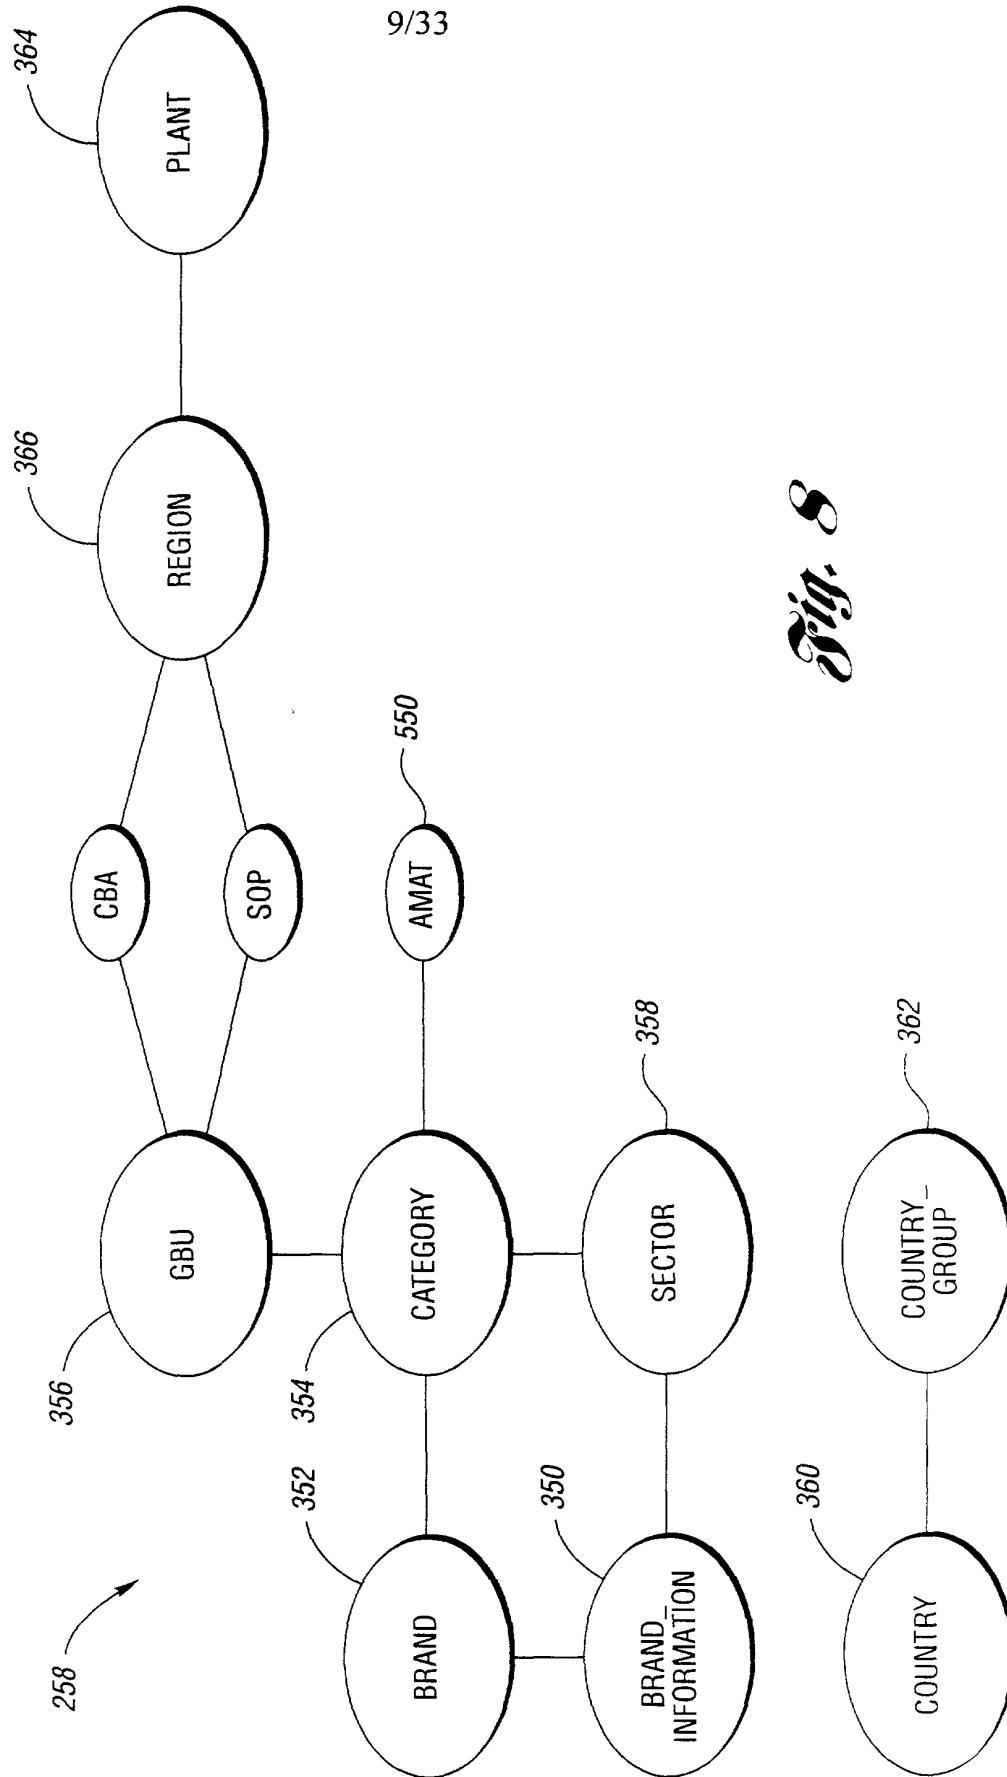 9/33
258
356
GBU
CBA
SOP
366
REGION
364
PLANT
352
BRAND
354
CATEGORY
AMAT
550
350
BRAND_
INFORMATION
SECTOR
358
360
COUNTRY
COUNTRY_
GROUP
362
Fig. 8